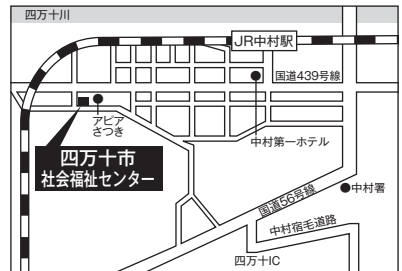 四万十川
JR中村駅
国道439号線
アピア
さつき
中村第一ホテル
四万十市
社会福祉センター
中村署
国道56号線
中村宿毛道路
四万十IC